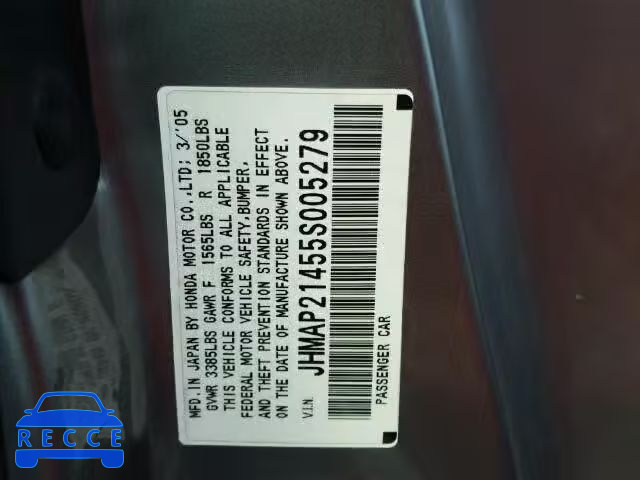 MFD. IN JAPAN BY HONDA MOTOR CO.,LTD; 3/'05
GVWR 3385LBS GAWR F 1565LBS R 1850LBS
THIS VEHICLE CONFORMS TO ALL APPLICABLE
FEDERAL MOTOR VEHICLE SAFETY,BUMPER,
AND THEFT PREVENTION STANDARDS IN EFFECT
ON THE DATE OF MANUFACTURE SHOWN ABOVE.
V.I.N. JHMAP21455S005279
PASSENGER CAR
RECCE